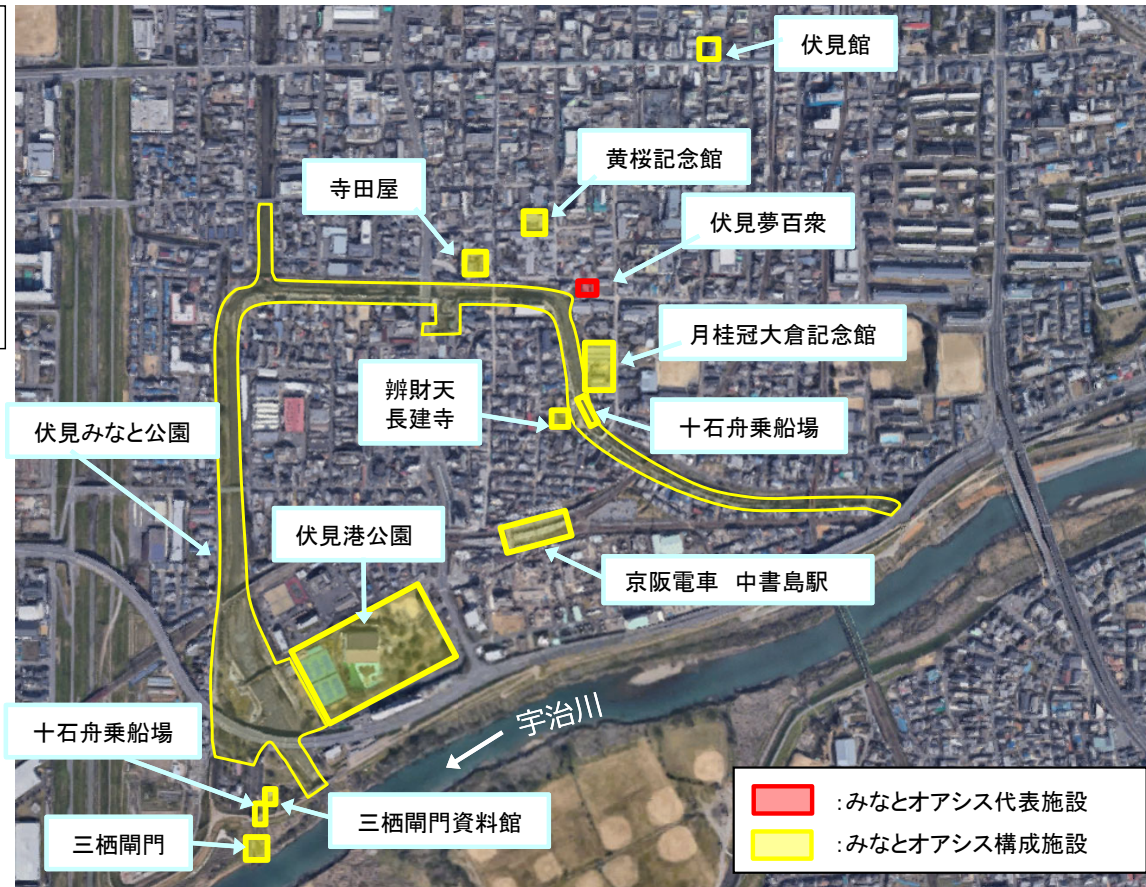 伏見館
黄桜記念館
寺田屋
伏見夢百衆
月桂冠大倉記念館
辨財天
長建寺
十石舟乗船場
伏見みなと公園
伏見港公園
京阪電車 中書島駅
宇治川
十石舟乗船場
三栖閘門資料館
三栖閘門
:みなとオアシス代表施設
:みなとオアシス構成施設